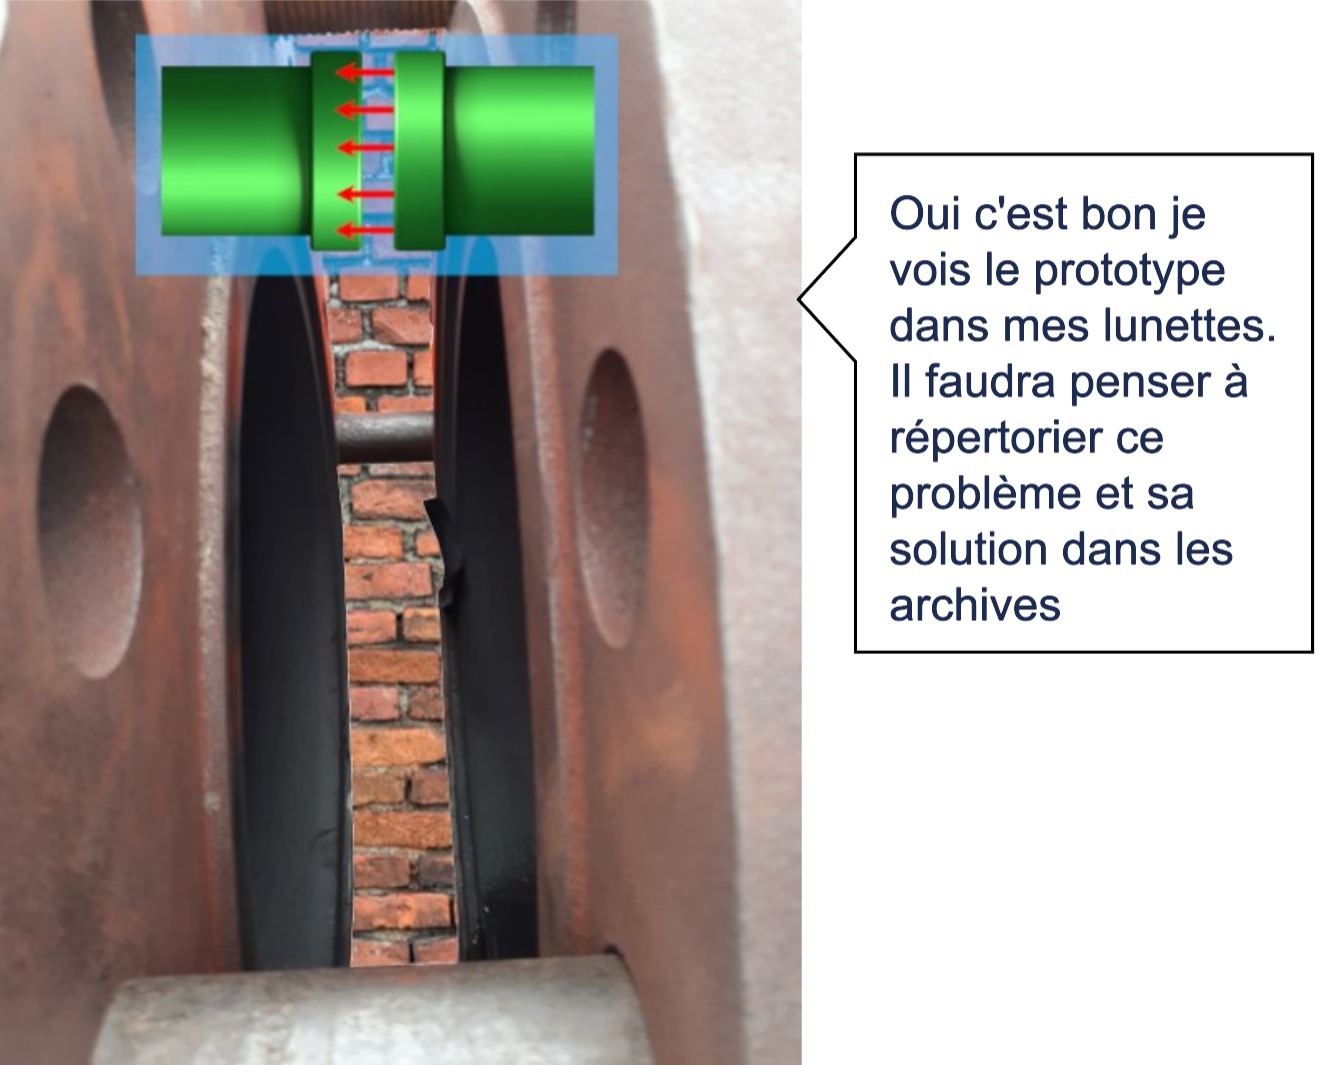 Oui c'est bon je
vois le prototype
dans mes lunettes.
Il faudra penser à
répertorier ce
problème et sa
solution dans les
archives